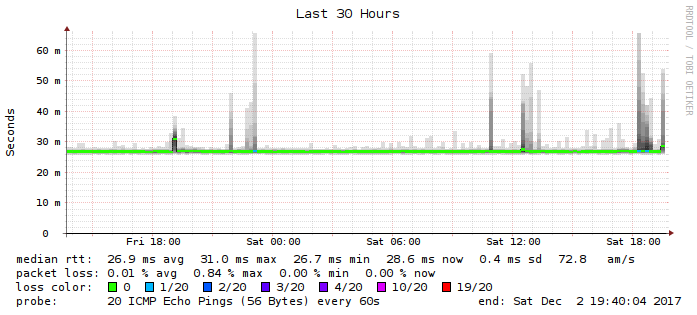 Last 30 Hours
RRDTOOL / TOBI OETIKER
Seconds
60 m
50 m
40 m
30 m
20 m
10 m
0
Fri 18:00 Sat 00:00 Sat 06:00 Sat 12:00 Sat 18:00
median rtt: 26.9 ms avg 31.0 ms max 26.7 ms min 28.6 ms now 0.4 ms sd 72.8 am/s
packet loss: 0.01 % avg 0.84 % max 0.00 % min 0.00 % now
loss color: 0 1/20 2/20 3/20 4/20 10/20 19/20
probe: 20 ICMP Echo Pings (56 Bytes) every 60s end: Sat Dec 2 19:40:04 2017